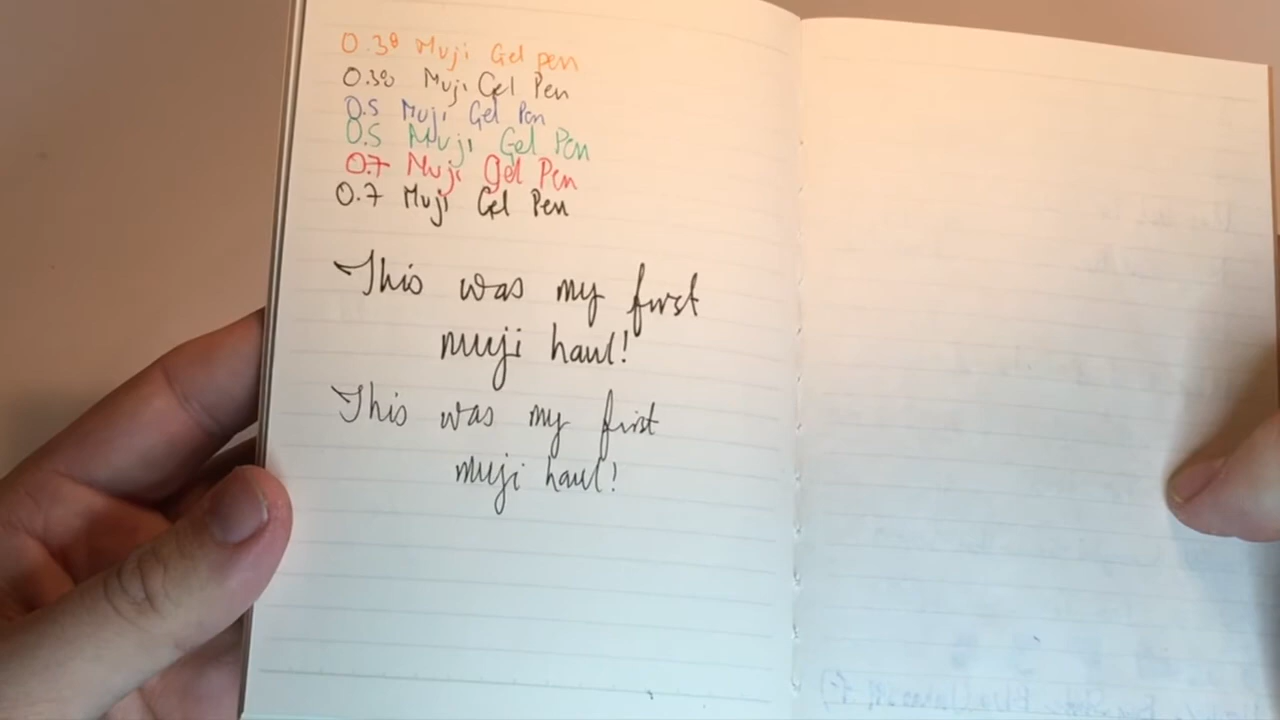 0.38 Muji Gel pen
0.38 Muji Gel Pen
0.5 Muji Gel Pen
0.5 Muji Gel Pen
0.7 Muji Gel Pen
0.7 Muji Gel Pen
This was my first
muji haul!
This was my first
muji haul!